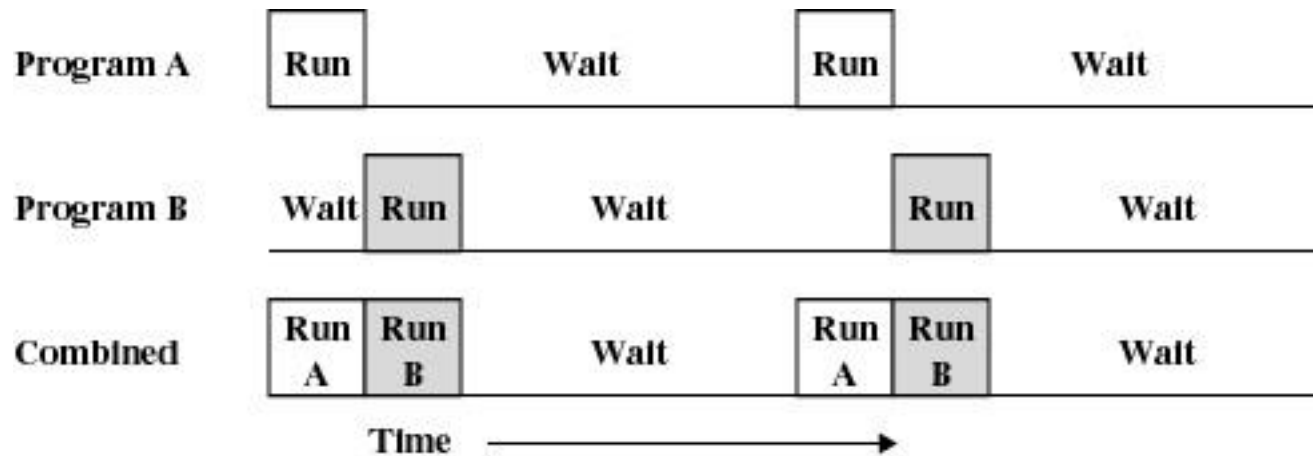 Program A Run Wait Run Wait
Program B Wait Run Wait Run Wait
Combined Run A Run B Wait Run A Run B Wait
Time